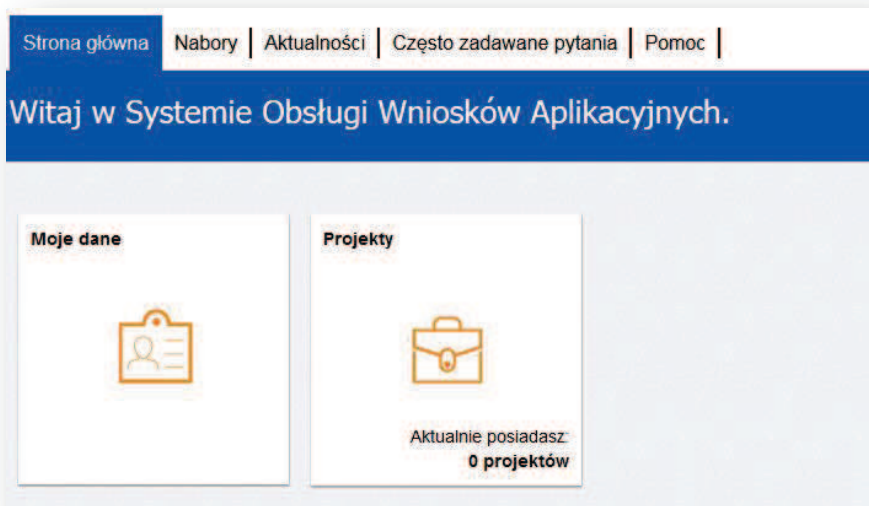 Strona główna Nabory Aktualności Często zadawane pytania Pomoc
Witaj w Systemie Obsługi Wniosków Aplikacyjnych.
Moje dane
Projekty
Aktualnie posiadasz:
0 projektów